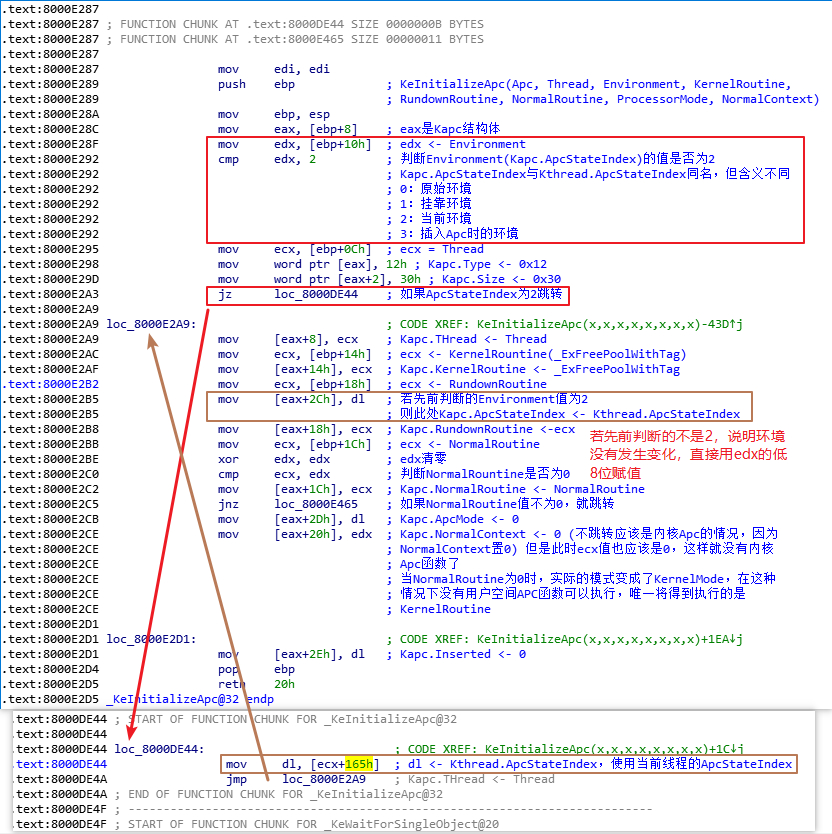 .text:8000E287
.text:8000E287 ; FUNCTION CHUNK AT .text:8000DE44 SIZE 0000000B BYTES
.text:8000E287 ; FUNCTION CHUNK AT .text:8000E465 SIZE 00000011 BYTES
.text:8000E287
.text:8000E287 mov edi, edi
.text:8000E289 push ebp ; KeInitializeApc(Apc, Thread, Environment, KernelRoutine,
.text:8000E289 ; RundownRoutine, NormalRoutine, ProcessorMode, NormalContext)
.text:8000E28A mov ebp, esp
.text:8000E28C mov eax, [ebp+8] ; eax是Kapc结构体
.text:8000E28F mov edx, [ebp+10h] ; edx <- Environment
.text:8000E292 cmp edx, 2 ; 判断Environment(Kapc.ApcStateIndex)的值是否为2
.text:8000E292 ; Kapc.ApcStateIndex与Kthread.ApcStateIndex同名，但含义不同
.text:8000E292 ; 0：原始环境
.text:8000E292 ; 1：挂靠环境
.text:8000E292 ; 2：当前环境
.text:8000E292 ; 3：插入Apc时的环境
.text:8000E295 mov ecx, [ebp+0Ch] ; ecx = Thread
.text:8000E298 mov word ptr [eax], 12h ; Kapc.Type <- 0x12
.text:8000E29D mov word ptr [eax+2], 30h ; Kapc.Size <- 0x30
.text:8000E2A3 jz loc_8000DE44 ; 如果ApcStateIndex为2跳转
.text:8000E2A9
.text:8000E2A9 loc_8000E2A9: ; CODE XREF: KeInitializeApc(x,x,x,x,x,x,x,x)-43D↑j
.text:8000E2A9 mov [eax+8], ecx ; Kapc.THread <- Thread
.text:8000E2AC mov ecx, [ebp+14h] ; ecx <- KernelRountine(_ExFreePoolWithTag)
.text:8000E2AF mov [eax+14h], ecx ; Kapc.KernelRoutine <- _ExFreePoolWithTag
.text:8000E2B2 mov ecx, [ebp+18h] ; ecx <- RundownRoutine
.text:8000E2B5 mov [eax+2Ch], dl ; 若先前判断的Environment值为2
.text:8000E2B5 ; 则此处Kapc.ApcStateIndex <- Kthread.ApcStateIndex
.text:8000E2B8 mov [eax+18h], ecx ; Kapc.RundownRoutine <-ecx
.text:8000E2BB mov ecx, [ebp+1Ch] ; ecx <- NormalRoutine
.text:8000E2BE xor edx, edx ; edx清零
.text:8000E2C0 cmp ecx, edx ; 判断NormalRountine是否为0
.text:8000E2C2 mov [eax+1Ch], ecx ; Kapc.NormalRoutine <- NormalRoutine
.text:8000E2C5 jnz loc_8000E465 ; 如果NormalRoutine值不为0，就跳转
.text:8000E2CB mov [eax+2Dh], dl ; Kapc.ApcMode <- 0
.text:8000E2CE mov [eax+20h], edx ; Kapc.NormalContext <- 0 (不跳转应该是内核Apc的情况，因为
.text:8000E2CE ; NormalContext置0) 但是此时ecx值也应该是0，这样就没有内核
.text:8000E2CE ; Apc函数了
.text:8000E2CE ; 当NormalRoutine为0时，实际的模式变成了KernelMode，在这种
.text:8000E2CE ; 情况下没有用户空间APC函数可以执行，唯一将得到执行的是
.text:8000E2CE ; KernelRoutine
.text:8000E2D1
.text:8000E2D1 loc_8000E2D1: ; CODE XREF: KeInitializeApc(x,x,x,x,x,x,x,x)+1EA↓j
.text:8000E2D1 mov [eax+2Eh], dl ; Kapc.Inserted <- 0
.text:8000E2D4 pop ebp
.text:8000E2D5 retn 20h
.text:8000E2D5 _KeInitializeApc@32 endp
若先前判断的不是2，说明环境
没有发生变化，直接用edx的低
8位赋值
.text:8000DE44 ; START OF FUNCTION CHUNK FOR _KeInitializeApc@32
.text:8000DE44
.text:8000DE44 loc_8000DE44: ; CODE XREF: KeInitializeApc(x,x,x,x,x,x,x,x)+1C↓j
.text:8000DE44 mov dl, [ecx+165h] ; dl <- Kthread.ApcStateIndex，使用当前线程的ApcStateIndex
.text:8000DE4A jmp loc_8000E2A9 ; Kapc.THread <- Thread
.text:8000DE4A ; END OF FUNCTION CHUNK FOR _KeInitializeApc@32
.text:8000DE4F ; ---------------------------------------------------------------------------
.text:8000DE4F ; START OF FUNCTION CHUNK FOR _KeWaitForSingleObject@20